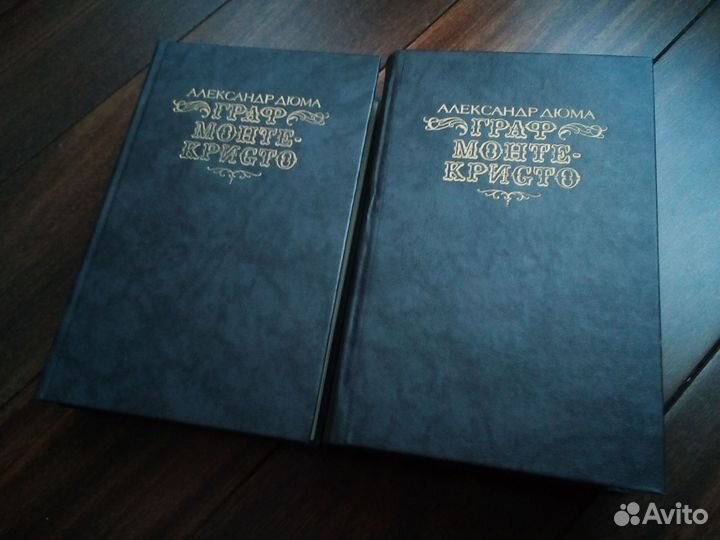 АЛЕКСАНДР ДЮМА
ГРАФ
МОНТЕ-
КРИСТО
АЛЕКСАНДР ДЮМА
ГРАФ
МОНТЕ-
КРИСТО
Avito